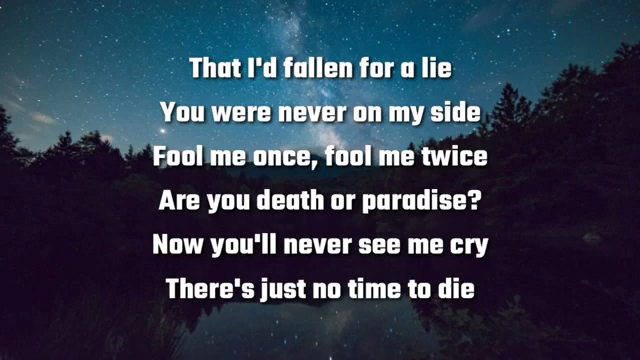 That I'd fallen for a lie
You were never on my side
Fool me once, fool me twice
Are you death or paradise?
Now you'll never see me cry
There's just no time to die